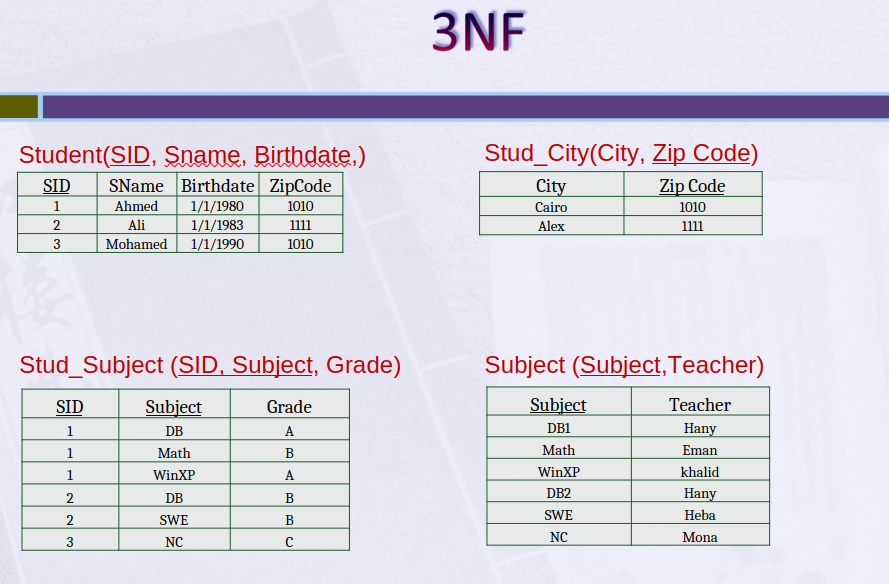 3NF
Student(SID, Sname, Birthdate,)
SID SName Birthdate ZipCode
1 Ahmed 1/1/1980 1010
2 Ali 1/1/1983 1111
3 Mohamed 1/1/1990 1010
Stud_City(City, Zip Code)
City Zip Code
Cairo 1010
Alex 1111
Stud_Subject (SID, Subject, Grade)
SID Subject Grade
1 DB A
1 Math B
1 WinXP A
2 DB B
2 SWE B
3 NC C
Subject (Subject,Teacher)
Subject Teacher
DB1 Hany
Math Eman
WinXP khalid
DB2 Hany
SWE Heba
NC Mona